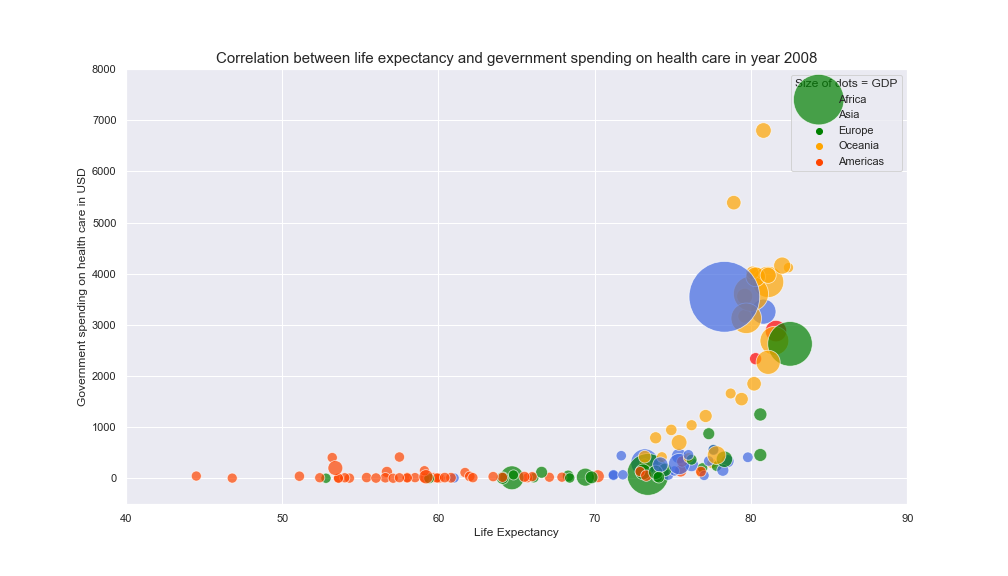 Correlation between life expectancy and gevernment spending on health care in year 2008
Size of dots = GDP
Africa
Asia
Europe
Oceania
Americas
Government spending on health care in USD
8000
7000
6000
5000
4000
3000
2000
1000
0
40 50 60 70 80 90
Life Expectancy